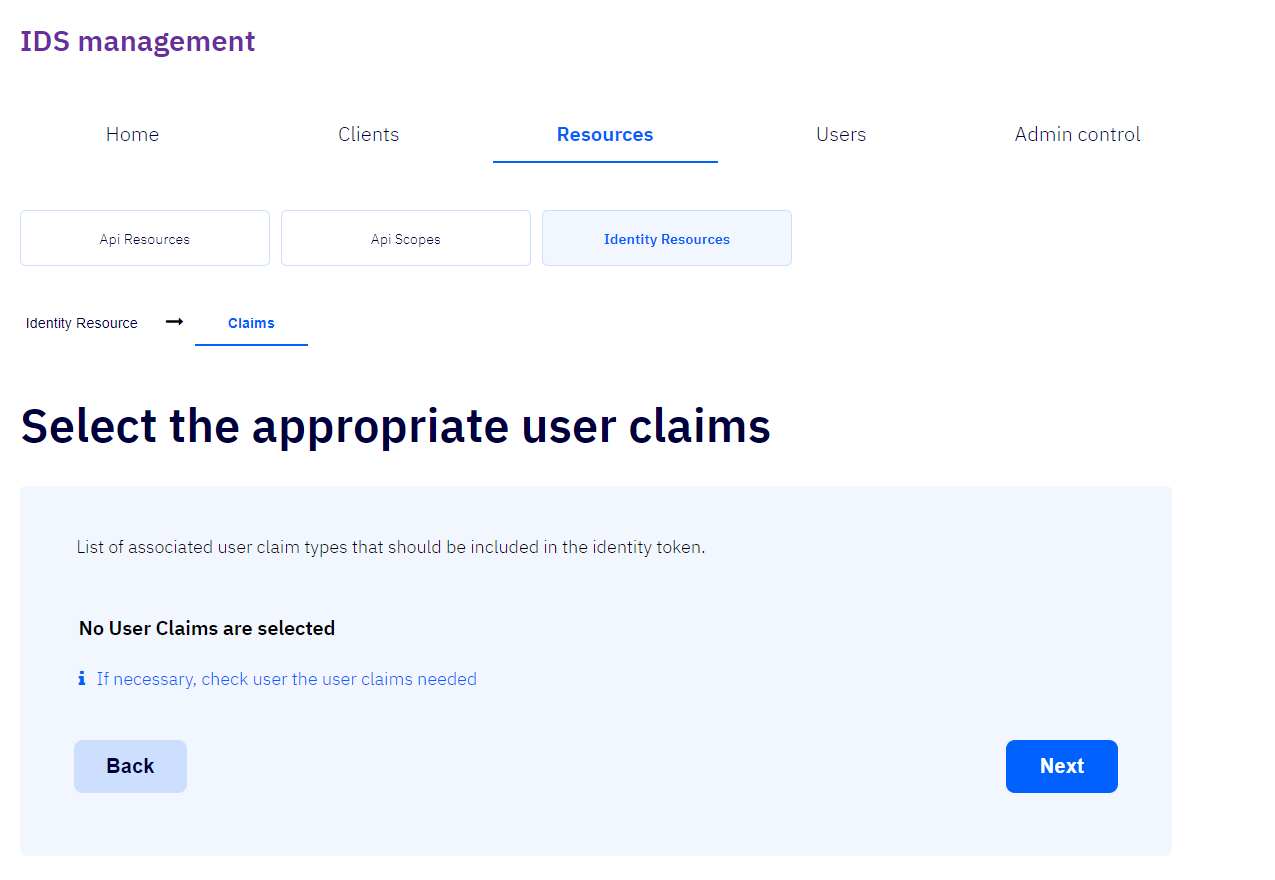 IDS management
Home Clients Resources Users Admin control
Api Resources Api Scopes Identity Resources
Identity Resource Claims
Select the appropriate user claims
List of associated user claim types that should be included in the identity token.
No User Claims are selected
If necessary, check user the user claims needed
Back Next